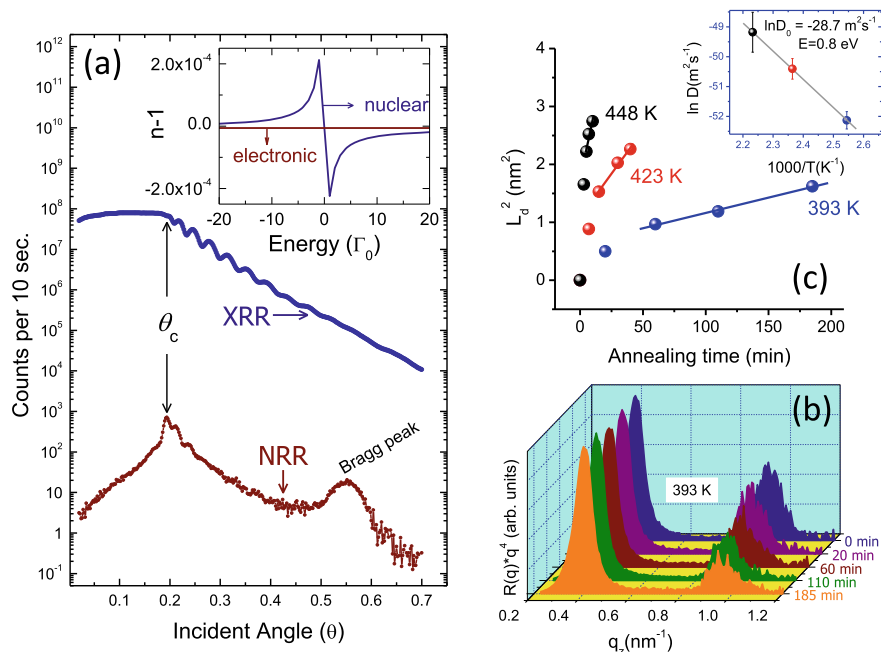 (a)
Counts per 10 sec.
10^12
10^11
10^10
10^9
10^8
10^7
10^6
10^5
10^4
10^3
10^2
10
1
10^-1
0.1 0.2 0.3 0.4 0.5 0.6 0.7
Incident Angle (θ)
XRR
θc
NRR
Bragg peak
n-1
2.0x10^-4
0.0
-2.0x10^-4
nuclear
electronic
-20 -10 0 10 20
Energy (Γ0)
(c)
L_d^2 (nm^2)
4
3
2
1
0
448 K
423 K
393 K
0 50 100 150 200
Annealing time (min)
lnD0 = -28.7 m^2s^-1
E=0.8 eV
ln D(m^2s^-1)
-49
-50
-51
-52
2.2 2.3 2.4 2.5 2.6
1000/T(K^-1)
(b)
393 K
R(q)*q^4 (arb. units)
0 min
20 min
60 min
110 min
185 min
0.2 0.4 0.6 0.8 1.0 1.2
q_z(nm^-1)